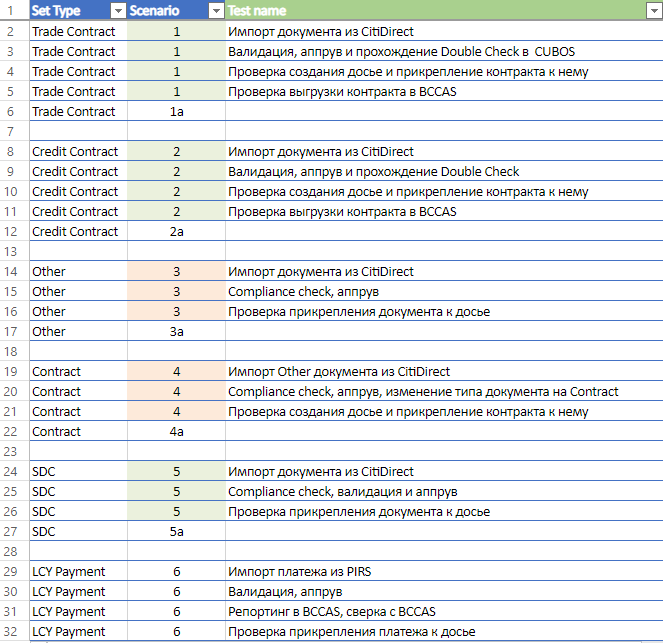 1 Set Type Scenario Test name
2 Trade Contract 1 Импорт документа из CitiDirect
3 Trade Contract 1 Валидация, аппрув и прохождение Double Check в  CUBOS
4 Trade Contract 1 Проверка создания досье и прикрепление контракта к нему
5 Trade Contract 1 Проверка выгрузки контракта в BCCAS
6 Trade Contract 1a
7
8 Credit Contract 2 Импорт документа из CitiDirect
9 Credit Contract 2 Валидация, аппрув и прохождение Double Check
10 Credit Contract 2 Проверка создания досье и прикрепление контракта к нему
11 Credit Contract 2 Проверка выгрузки контракта в BCCAS
12 Credit Contract 2a
13
14 Other 3 Импорт документа из CitiDirect
15 Other 3 Compliance check, аппрув
16 Other 3 Проверка прикрепления документа к досье
17 Other 3a
18
19 Contract 4 Импорт Other документа из CitiDirect
20 Contract 4 Compliance check, аппрув, изменение типа документа на Contract
21 Contract 4 Проверка создания досье и прикрепление контракта к нему
22 Contract 4a
23
24 SDC 5 Импорт документа из CitiDirect
25 SDC 5 Compliance check, валидация и аппрув
26 SDC 5 Проверка прикрепления документа к досье
27 SDC 5a
28
29 LCY Payment 6 Импорт платежа из PIRS
30 LCY Payment 6 Валидация, аппрув
31 LCY Payment 6 Репортинг в BCCAS, сверка с BCCAS
32 LCY Payment 6 Проверка прикрепления платежа к досье